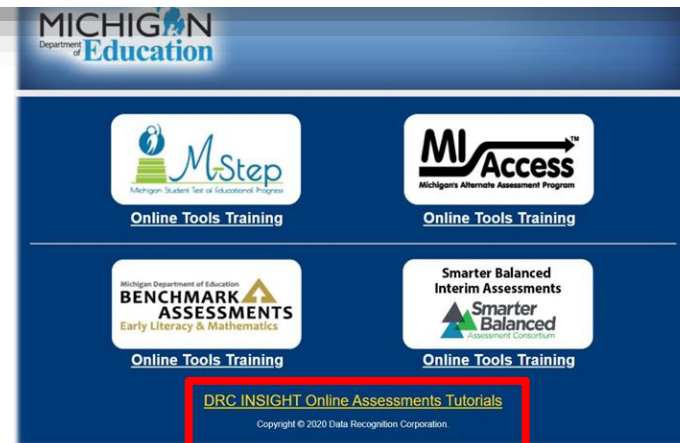 MICHIGAN
Department of Education
M-Step
Michigan Student Test of Educational Progress
Online Tools Training
MI Access™
Michigan's Alternate Assessment Program
Online Tools Training
Michigan Department of Education
BENCHMARK
ASSESSMENTS
Early Literacy & Mathematics
Online Tools Training
Smarter Balanced
Interim Assessments
Smarter
Balanced
Assessment Consortium
Online Tools Training
DRC INSIGHT Online Assessments Tutorials
Copyright © 2020 Data Recognition Corporation.